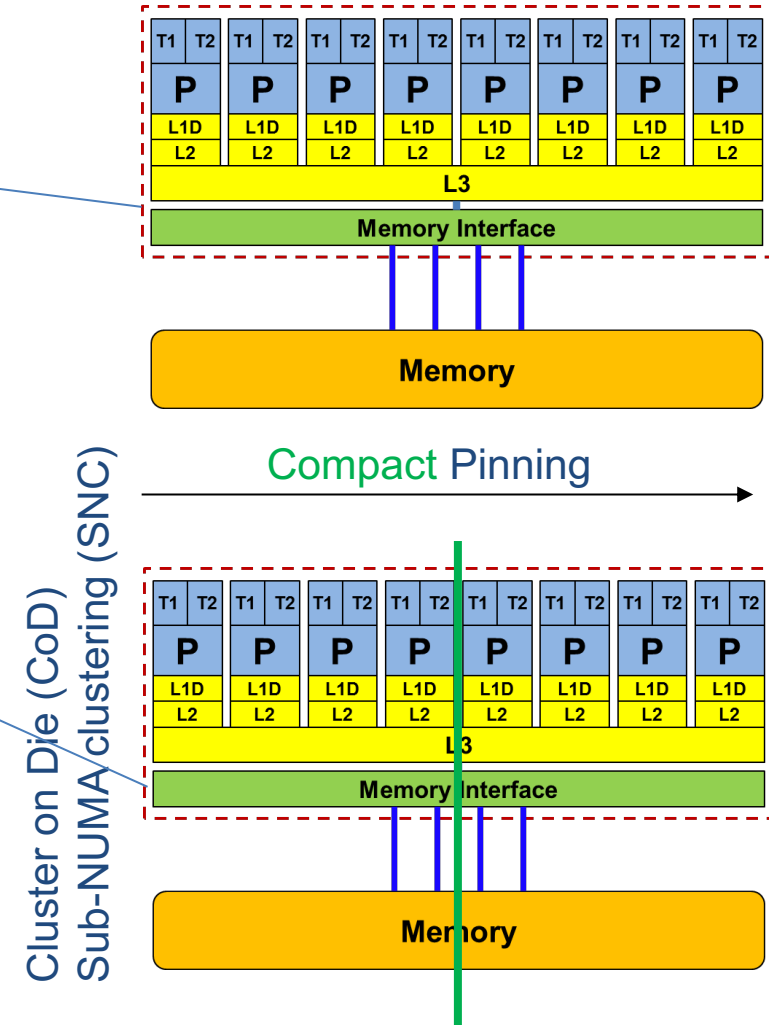 T1 T2 T1 T2 T1 T2 T1 T2 T1 T2 T1 T2 T1 T2 T1 T2
P P P P P P P P
L1D L1D L1D L1D L1D L1D L1D L1D
L2 L2 L2 L2 L2 L2 L2 L2
L3
Memory Interface
Memory
Compact Pinning
Cluster on Die (CoD)
Sub-NUMA clustering (SNC)
T1 T2 T1 T2 T1 T2 T1 T2 T1 T2 T1 T2 T1 T2 T1 T2
P P P P P P P P
L1D L1D L1D L1D L1D L1D L1D L1D
L2 L2 L2 L2 L2 L2 L2 L2
L3
Memory Interface
Memory